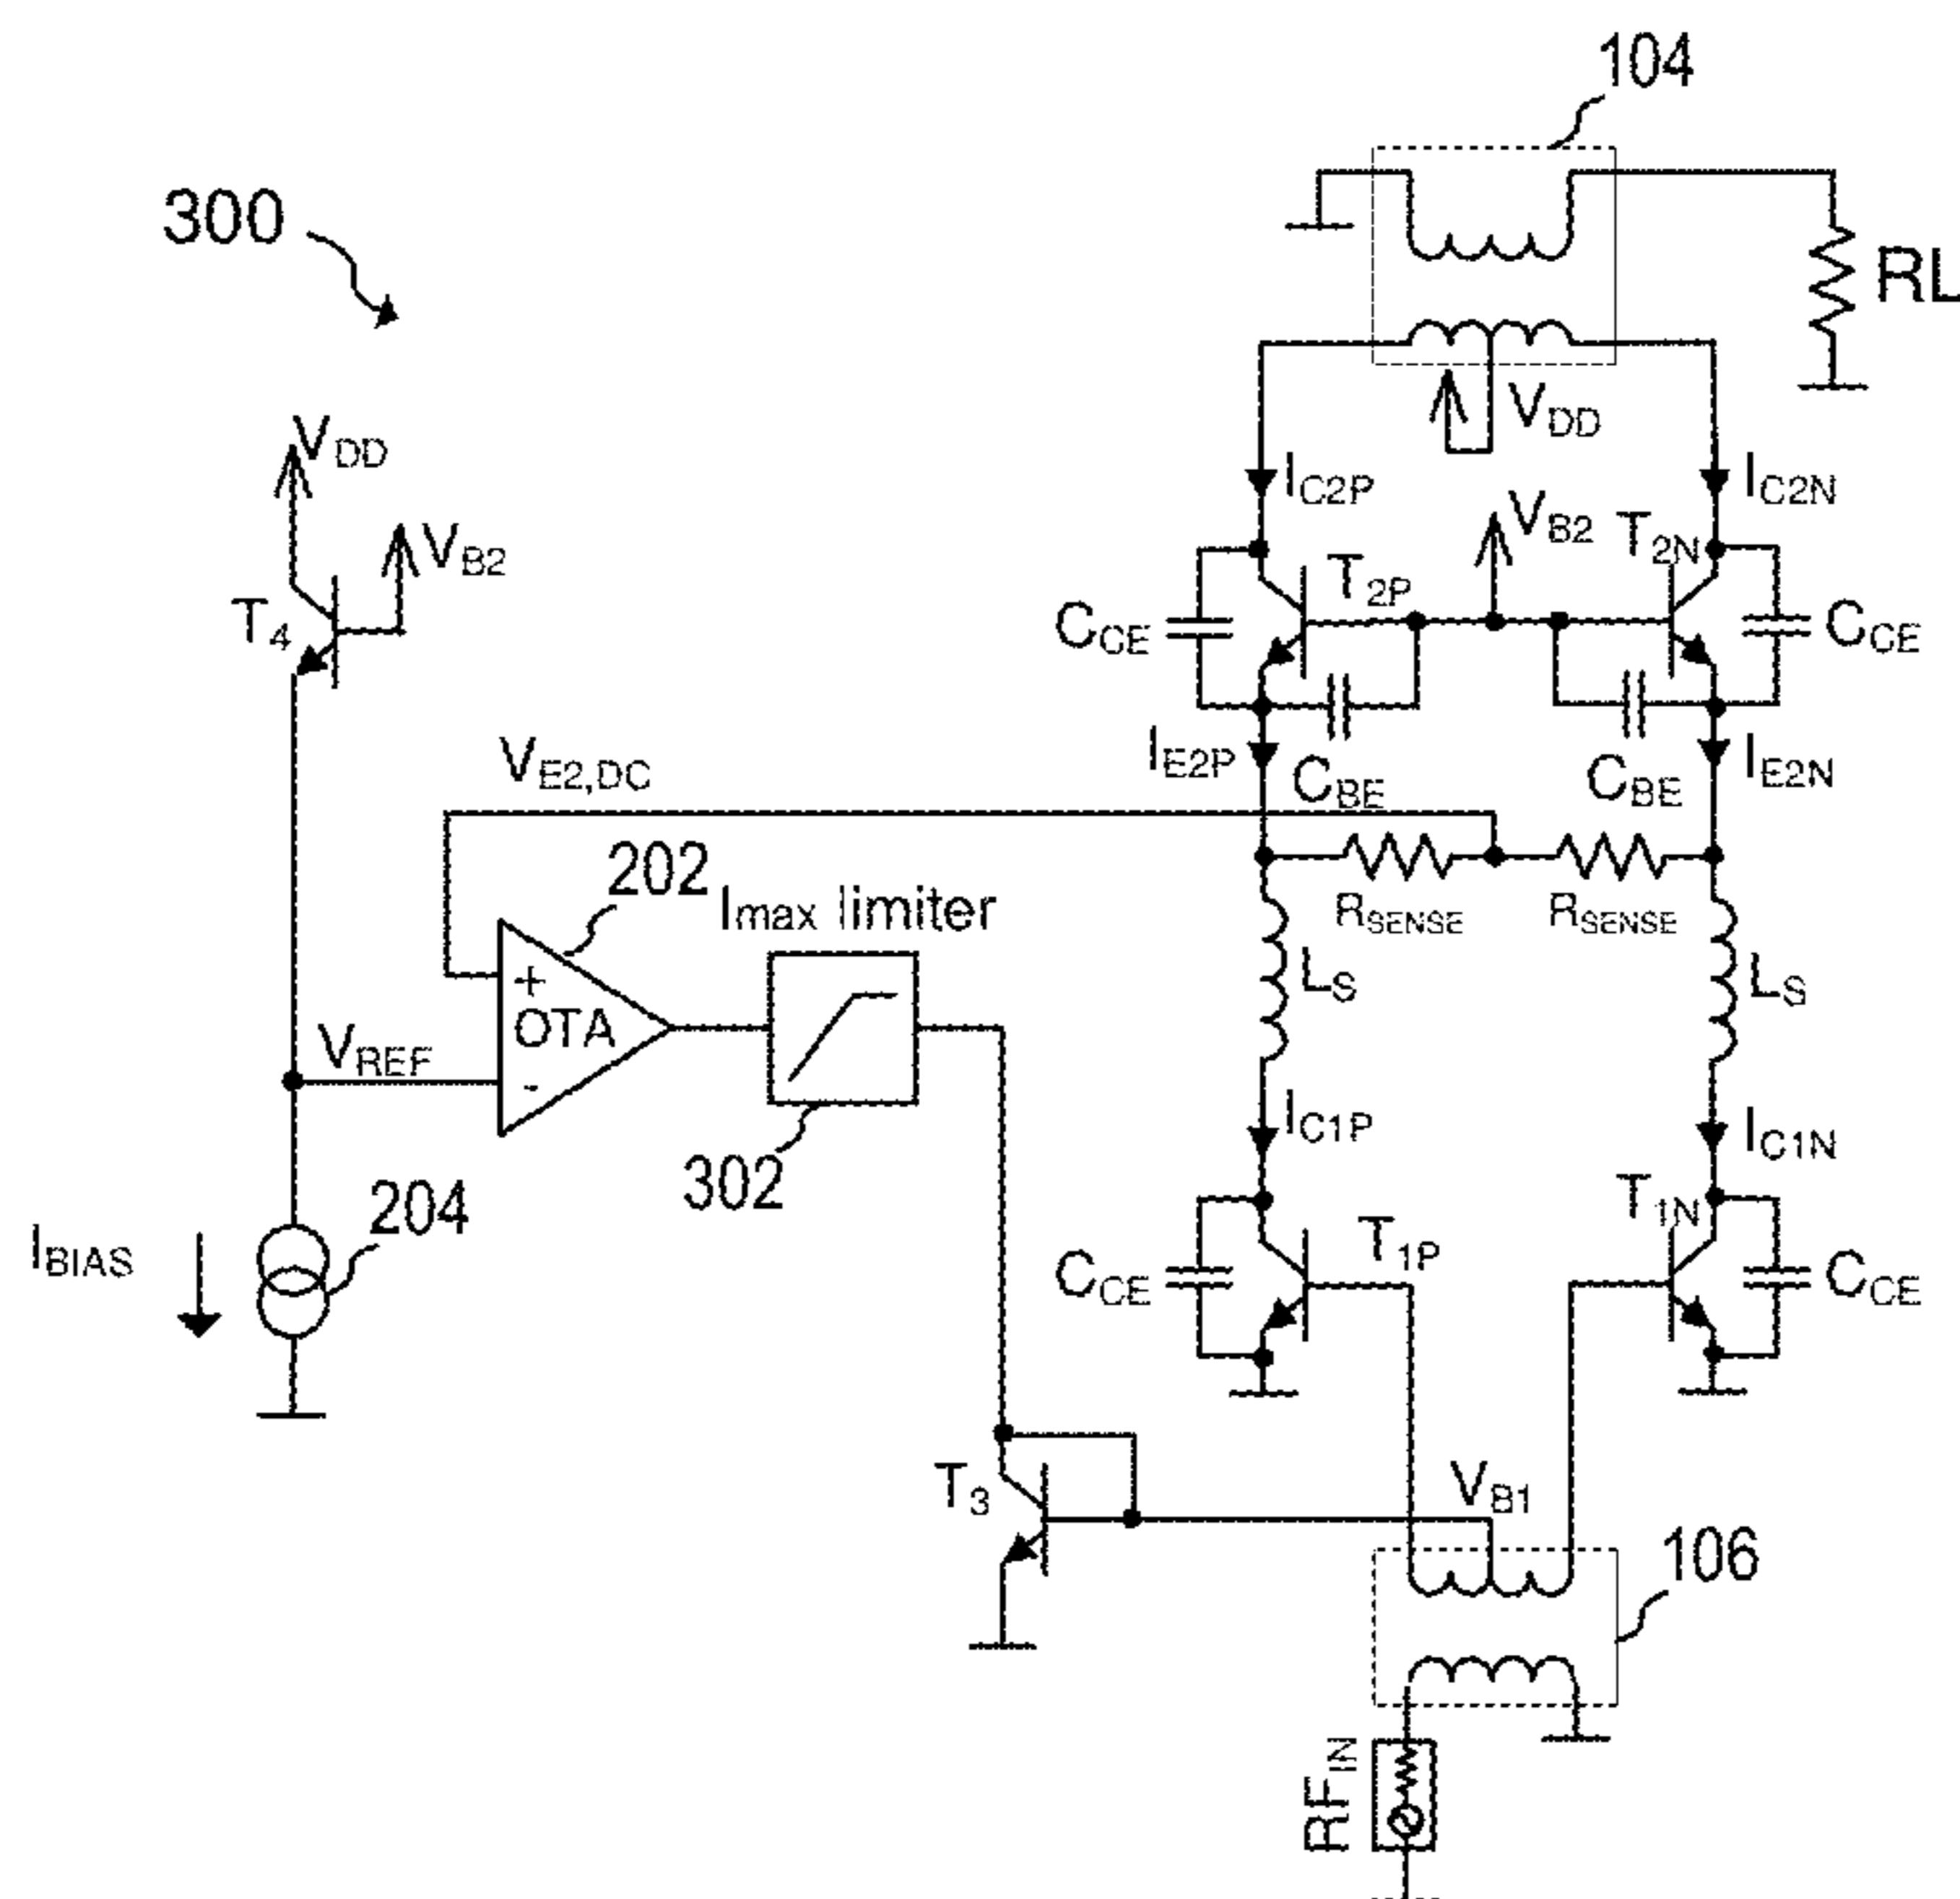 104
300
RL
VDD
VDD
IC2P
IC2N
VB2
VB2
T2N
T2P
T4
CCE
CCE
VE2,DC
IE2P
CBE
CBE
IE2N
202
Imax limiter
RSENSE
RSENSE
+
OTA
-
LS
LS
VREF
302
IC1P
IC1N
204
IBIAS
T1N
T1P
CCE
CCE
T3
VB1
106
RFIN